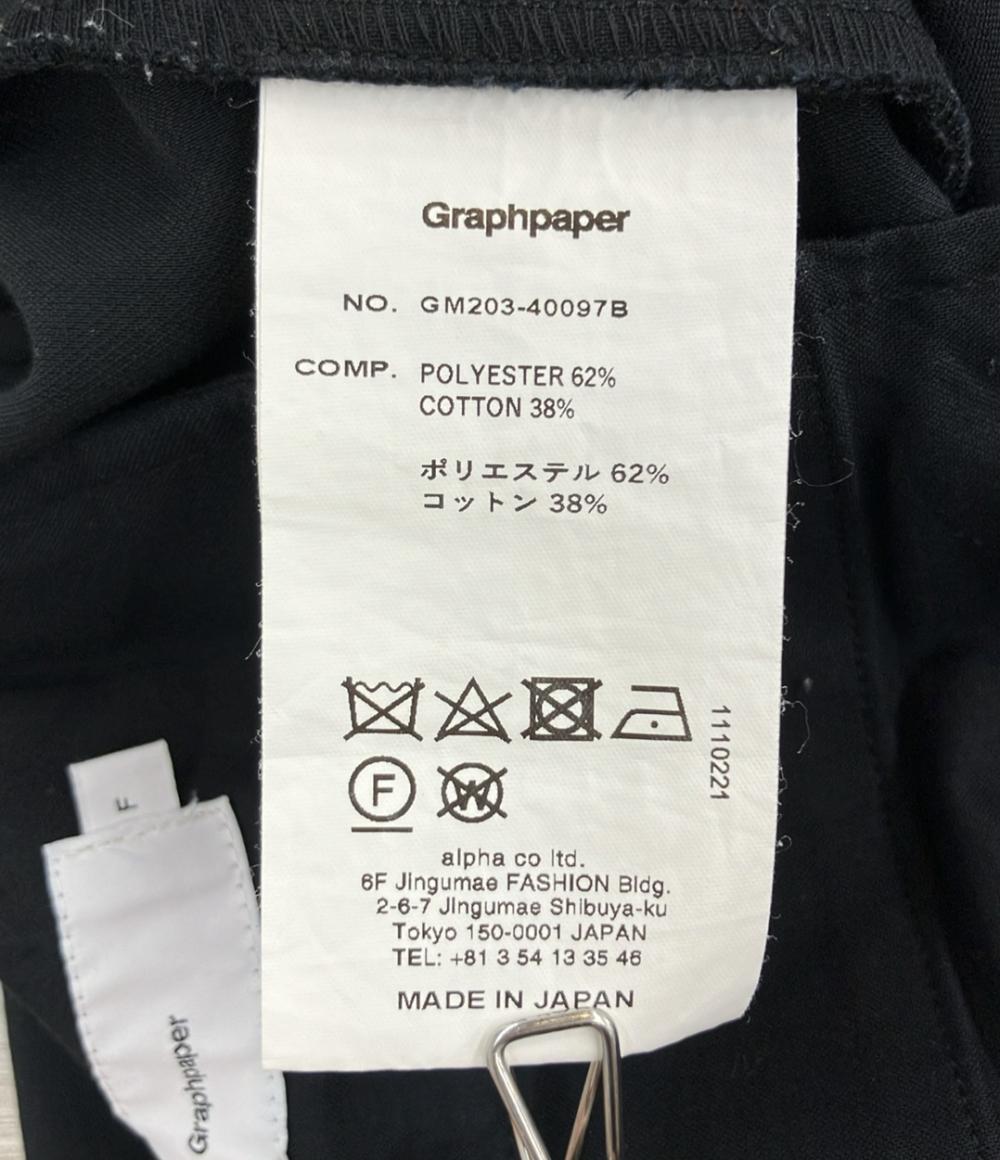 Graphpaper
NO. GM203-40097B
COMP. POLYESTER 62%
COTTON 38%
ポリエステル 62%
コットン 38%
F
W
1110221
alpha co ltd.
6F Jingumae FASHION Bldg.
2-6-7 Jingumae Shibuya-ku
Tokyo 150-0001 JAPAN
TEL: +81 3 54 13 35 46
MADE IN JAPAN
F
Graphpaper